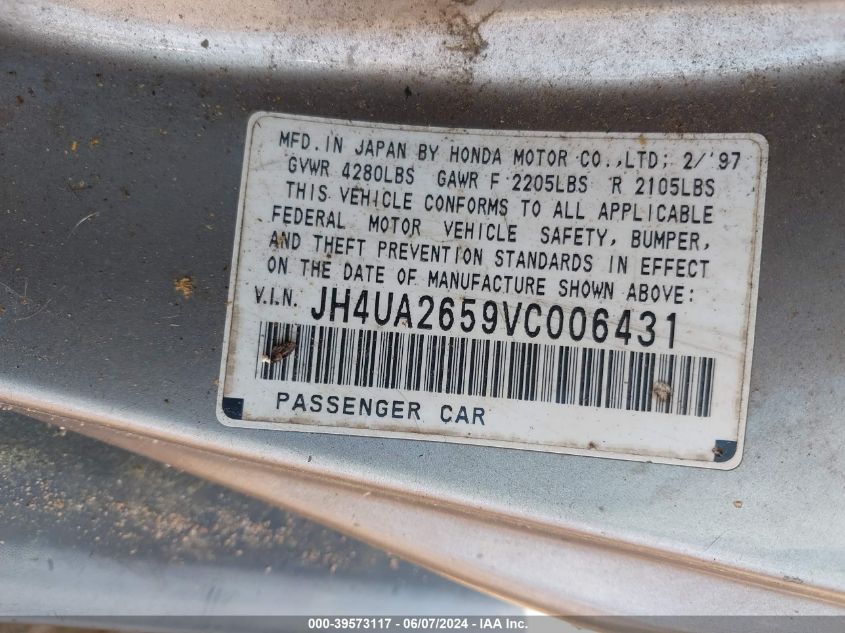 MFD. IN JAPAN BY HONDA MOTOR CO.,LTD; 2/'97
GVWR 4280LBS GAWR F 2205LBS R 2105LBS
THIS VEHICLE CONFORMS TO ALL APPLICABLE
FEDERAL MOTOR VEHICLE SAFETY, BUMPER,
AND THEFT PREVENTION STANDARDS IN EFFECT
ON THE DATE OF MANUFACTURE SHOWN ABOVE:
V.I.N. JH4UA2659VC006431
PASSENGER CAR
000-39573117 - 06/07/2024 - IAA Inc.